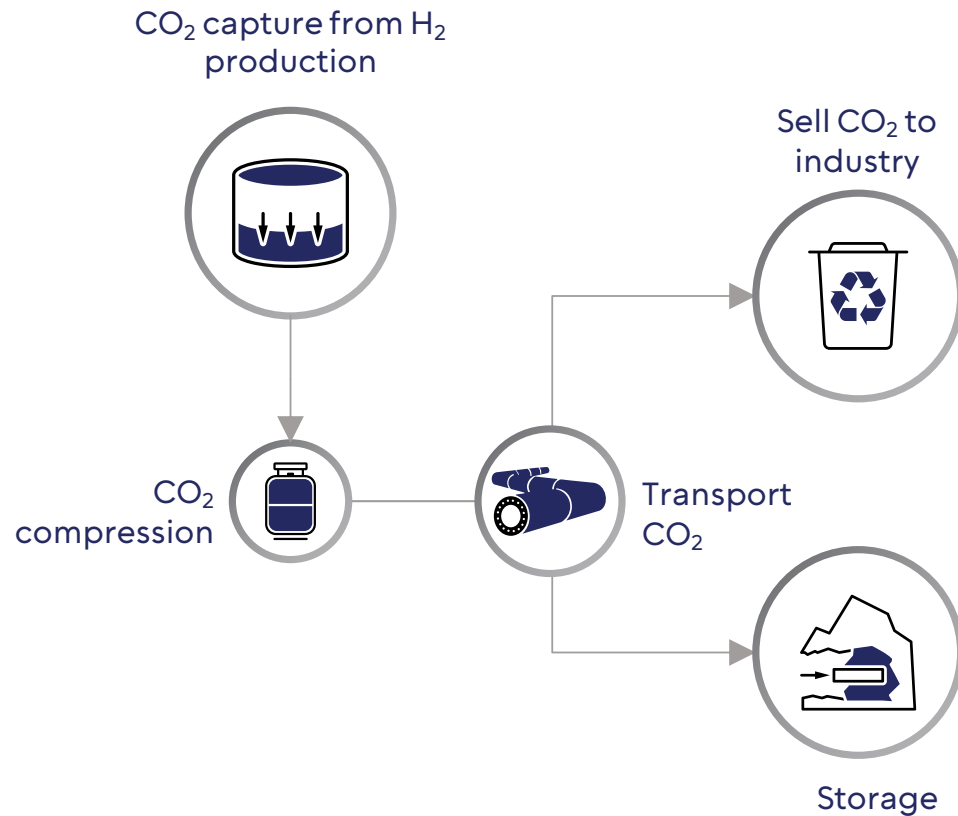 CO₂ capture from H₂
production
Sell CO₂ to
industry
CO₂
compression
Transport
CO₂
Storage